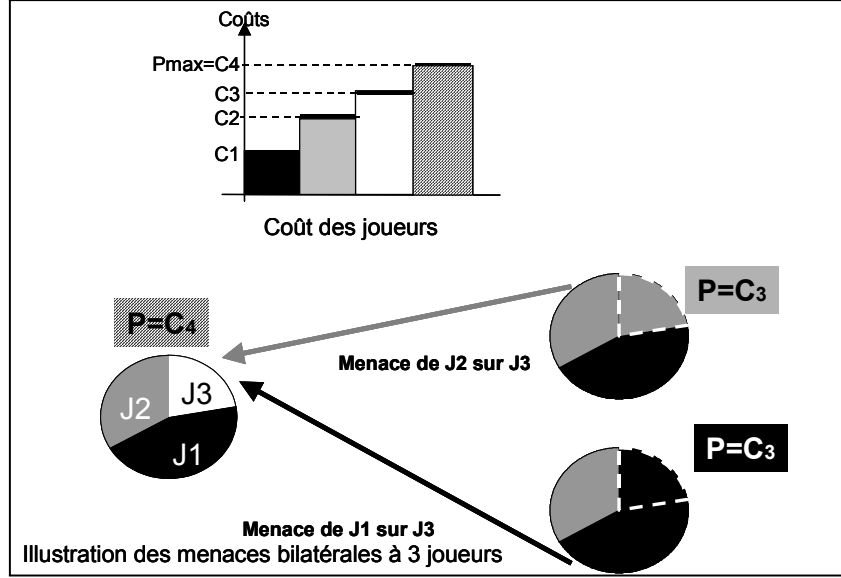 Coûts
Pmax=C4
C3
C2
C1
Coût des joueurs
P=C3
P=C4
Menace de J2 sur J3
J2
J3
J1
P=C3
Menace de J1 sur J3
Illustration des menaces bilatérales à 3 joueurs